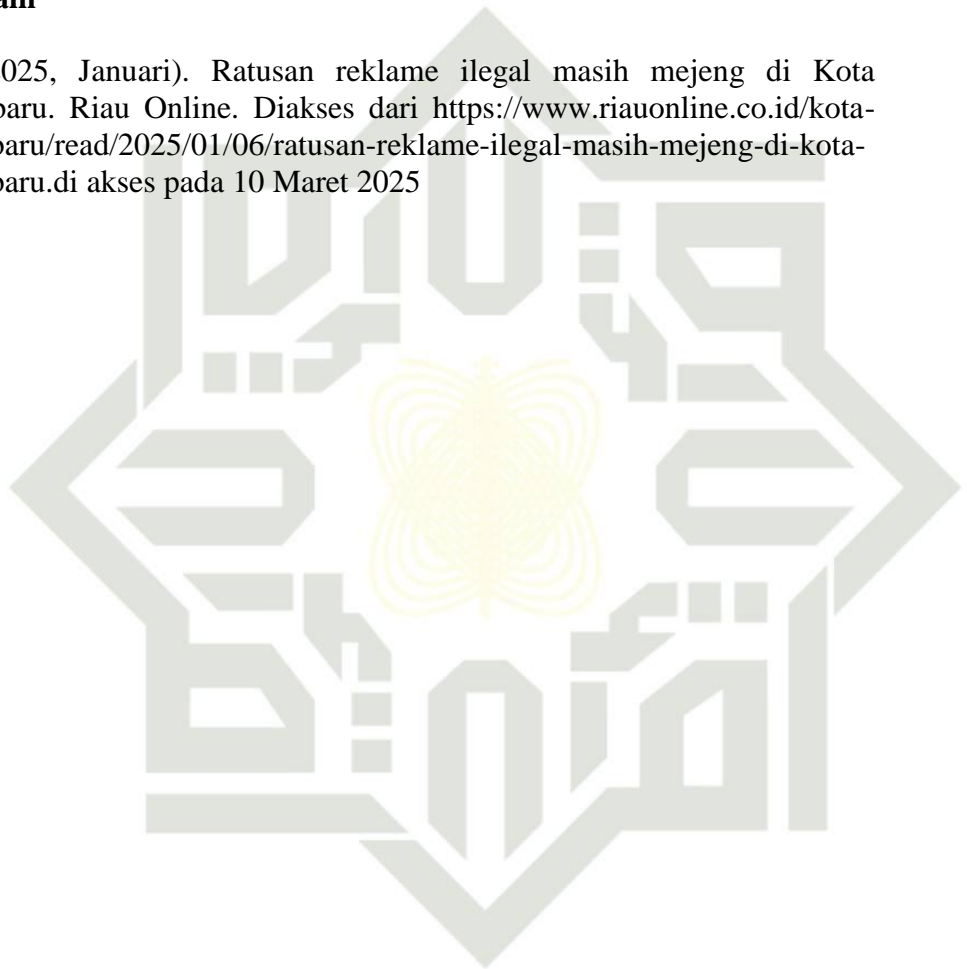 2025, Januari). Ratusan reklame ilegal masih mejeng di Kota
baru. Riau Online. Diakses dari https://www.riauonline.co.id/kota-
baru/read/2025/01/06/ratusan-reklame-ilegal-masih-mejeng-di-kota-
baru.di akses pada 10 Maret 2025